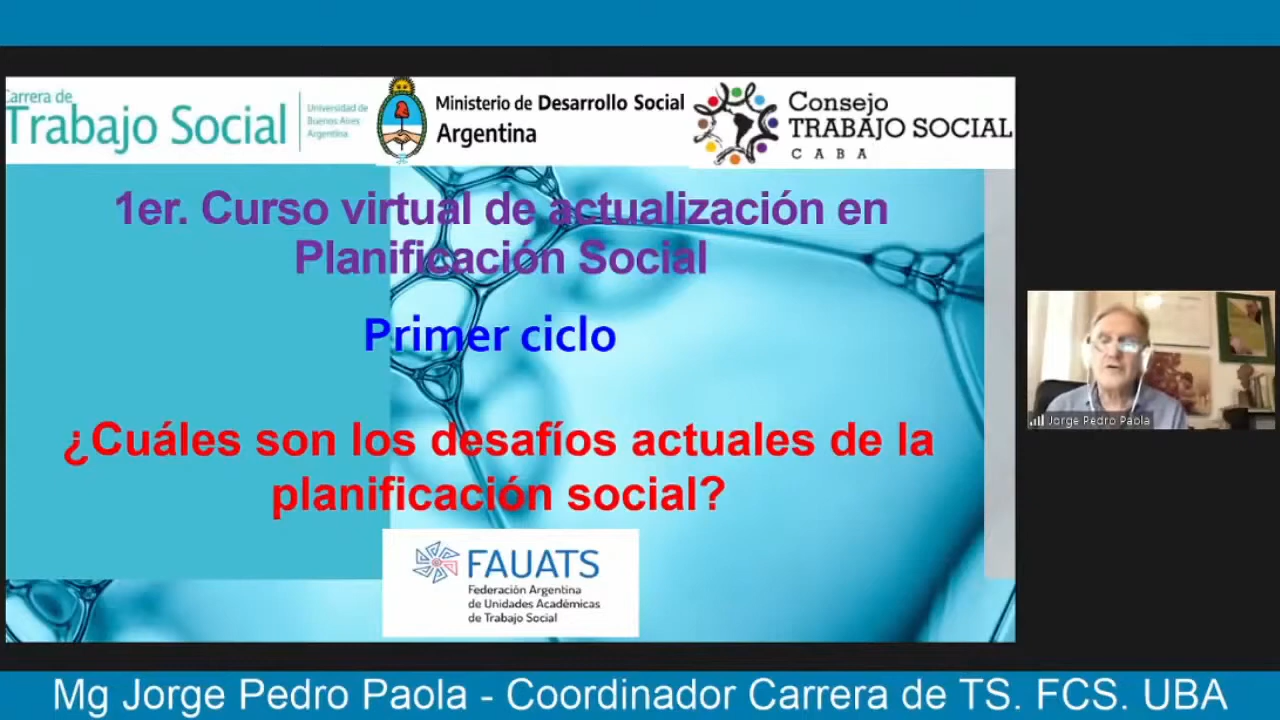 Carrera de
Trabajo Social
Universidad de
Buenos Aires
Argentina
Ministerio de Desarrollo Social
Argentina
Consejo
TRABAJO SOCIAL
CABA
1er. Curso virtual de actualización en
Planificación Social
Primer ciclo
¿Cuáles son los desafíos actuales de la
planificación social?
FAUATS
Federación Argentina
de Unidades Académicas
de Trabajo Social
Jorge Pedro Paola
Mg Jorge Pedro Paola - Coordinador Carrera de TS. FCS. UBA